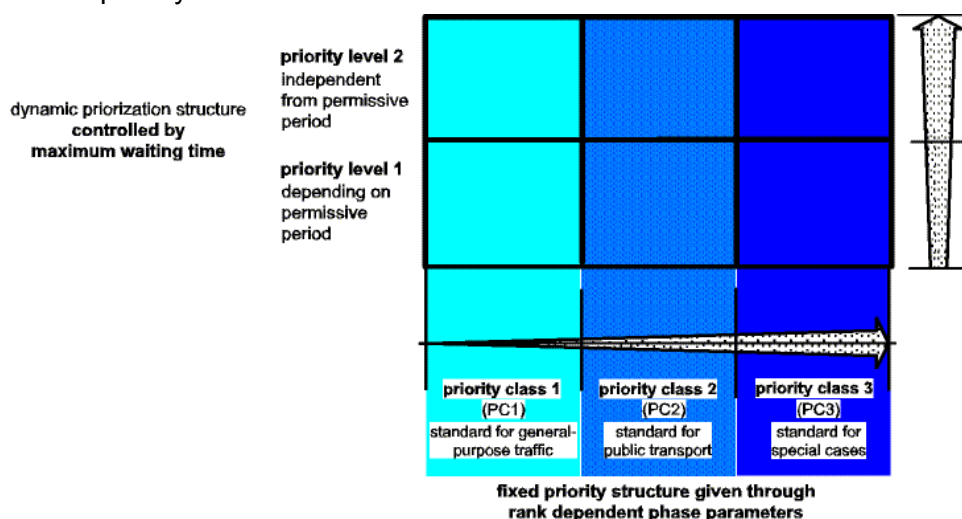 priority level 2
independent
from permissive
period
dynamic priorization structure
controlled by
maximum waiting time
priority level 1
depending on
permissive
period
priority class 1
(PC1)
standard for general-
purpose traffic
priority class 2
(PC2)
standard for
public transport
priority class 3
(PC3)
standard for
special cases
fixed priority structure given through
rank dependent phase parameters